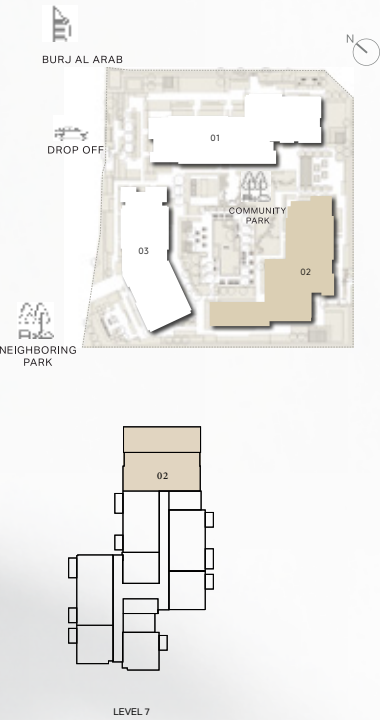 N
BURJ AL ARAB
DROP OFF
01
COMMUNITY
PARK
03
02
NEIGHBORING
PARK
02
LEVEL 7